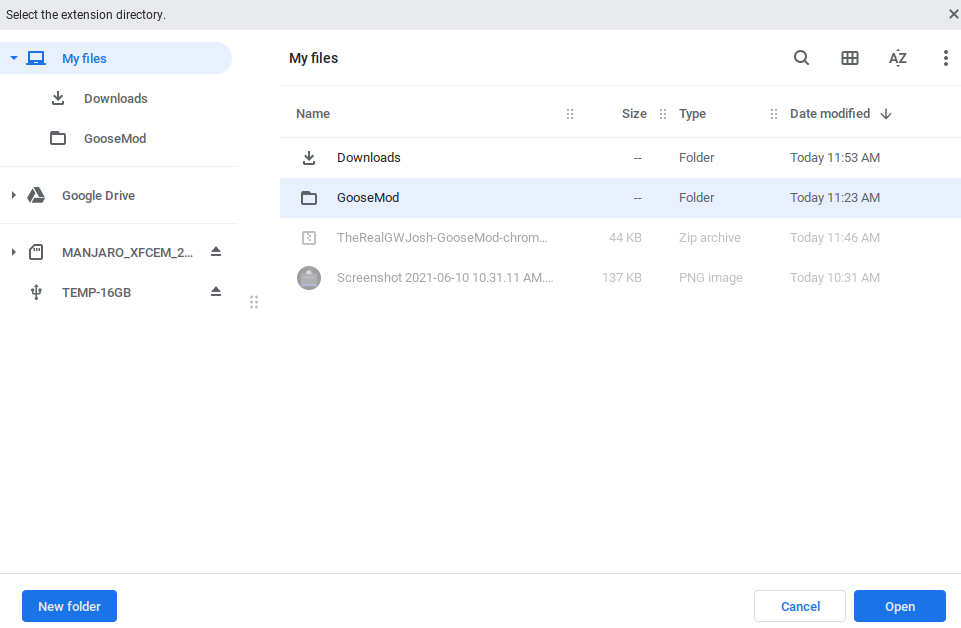 Select the extension directory.
My files
Downloads
GooseMod
Google Drive
MANJARO_XFCEM_2...
TEMP-16GB
My files
AZ
Name Size Type Date modified
Downloads -- Folder Today 11:53 AM
GooseMod -- Folder Today 11:23 AM
TheRealGWJosh-GooseMod-chrom... 44 KB Zip archive Today 11:46 AM
Screenshot 2021-06-10 10.31.11 AM.... 137 KB PNG image Today 10:31 AM
New folder Cancel Open